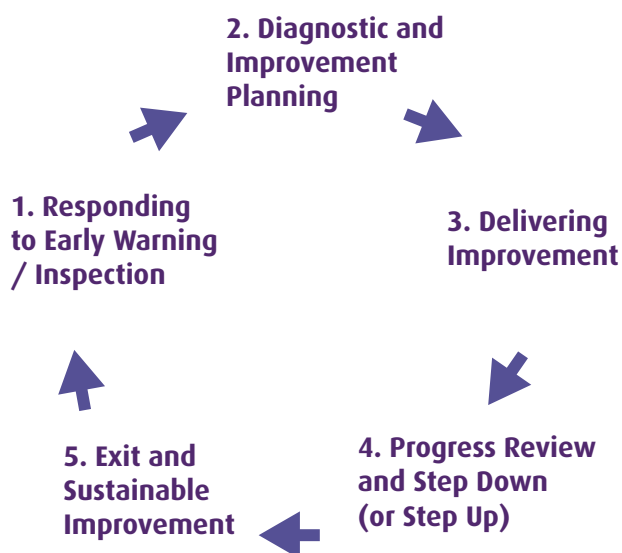 2. Diagnostic and
Improvement
Planning
1. Responding
to Early Warning
/ Inspection
3. Delivering
Improvement
4. Progress Review
and Step Down
(or Step Up)
5. Exit and
Sustainable
Improvement